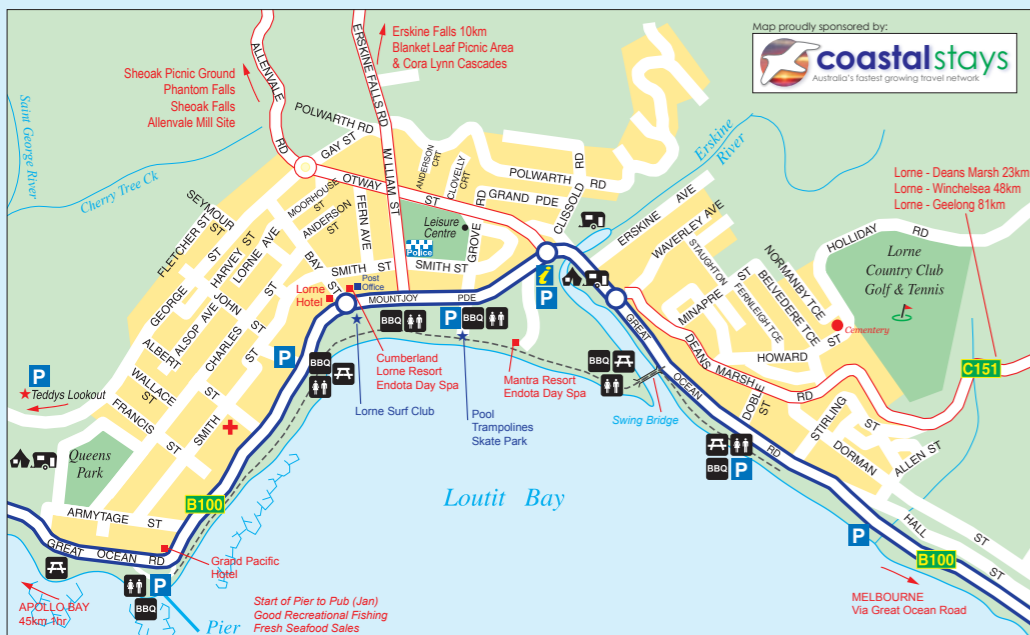 Map proudly sponsored by:
coastalstays
Australia's fastest growing travel network
Erskine Falls 10km
Blanket Leaf Picnic Area
& Cora Lynn Cascades
Sheoak Picnic Ground
Phantom Falls
Sheoak Falls
Allenvale Mill Site
ALLENVALE
RD
ERSKINE FALLS RD
Saint George River
Cherry Tree Ck
POLWARTH RD
GAY ST
WILLIAM ST
OTWAY
ST
ANDERSON
CRT
CLOVELLY
CRT
POLWARTH
RD
GRAND PDE
RD
CLISSOLD
RD
GROVE
Erskine
River
Lorne - Deans Marsh 23km
Lorne - Winchelsea 48km
Lorne - Geelong 81km
SEYMOUR
ST
FLETCHER ST
MOORHOUSE
ST
ANDERSON
ST
FERN AVE
HARVEY ST
LORNE AVE
GEORGE
ST
BAY
ST
SMITH
ST
SMITH ST
Leisure
Centre
Police
Post
Office
ERSKINE AVE
WAVERLEY AVE
STAUGHTON
MINAPRE
ST
FERNLEIGH TCE
BELVEDERE TCE
NORMANBY TCE
HOLLIDAY
RD
Lorne
Country Club
Golf & Tennis
Cementery
HOWARD
ST
Lorne
Hotel
MOUNTJOY
PDE
i
P
ALBERT
ST
ALSOP AVE
JOHN
ST
CHARLES
ST
WALLACE
ST
FRANCIS
ST
SMITH
ST
P
Teddys Lookout
P
BBQ
BBQ
P
BBQ
BBQ
Cumberland
Lorne Resort
Endota Day Spa
Lorne Surf Club
Pool
Trampolines
Skate Park
Mantra Resort
Endota Day Spa
Swing Bridge
GREAT
OCEAN
RD
DEANS
MARSH
RD
DOBLE
ST
STIRLING
ST
DORMAN
ALLEN ST
C151
BBQ
P
Queens
Park
B100
ARMYTAGE
ST
GREAT
OCEAN
RD
Loutit Bay
HALL
ST
ST
P
B100
Grand Pacific
Hotel
P
BBQ
APOLLO BAY
45km 1hr
Pier
Start of Pier to Pub (Jan)
Good Recreational Fishing
Fresh Seafood Sales
MELBOURNE
Via Great Ocean Road